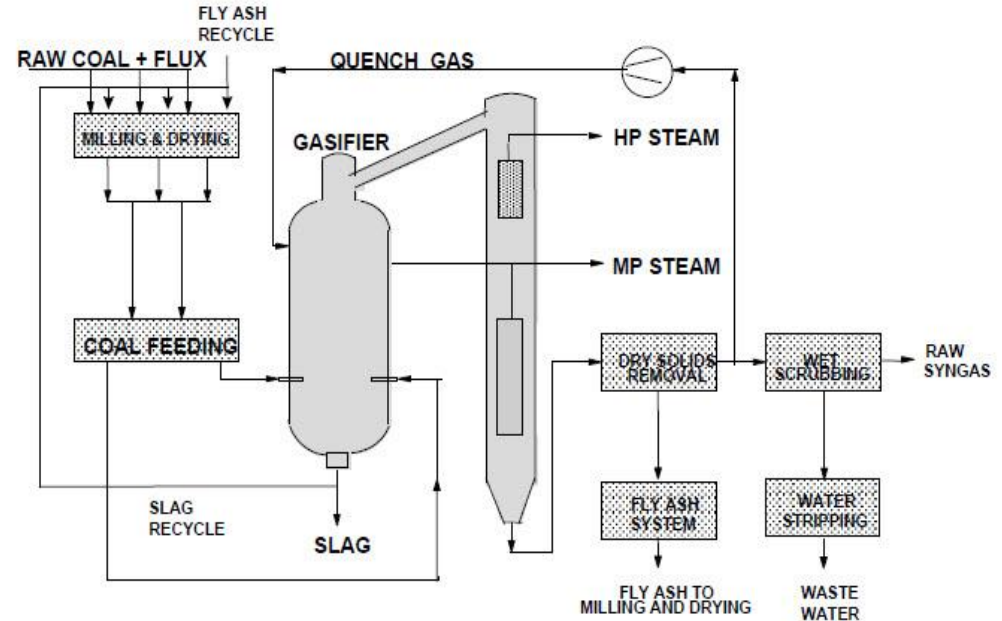 FLY ASH
RECYCLE
RAW COAL + FLUX
QUENCH GAS
MILLING & DRYING
GASIFIER
HP STEAM
MP STEAM
COAL FEEDING
DRY SOLIDS
REMOVAL
WET
SCRUBBING
RAW
SYNGAS
SLAG
RECYCLE
SLAG
FLY ASH
SYSTEM
WATER
STRIPPING
FLY ASH TO
MILLING AND DRYING
WASTE
WATER